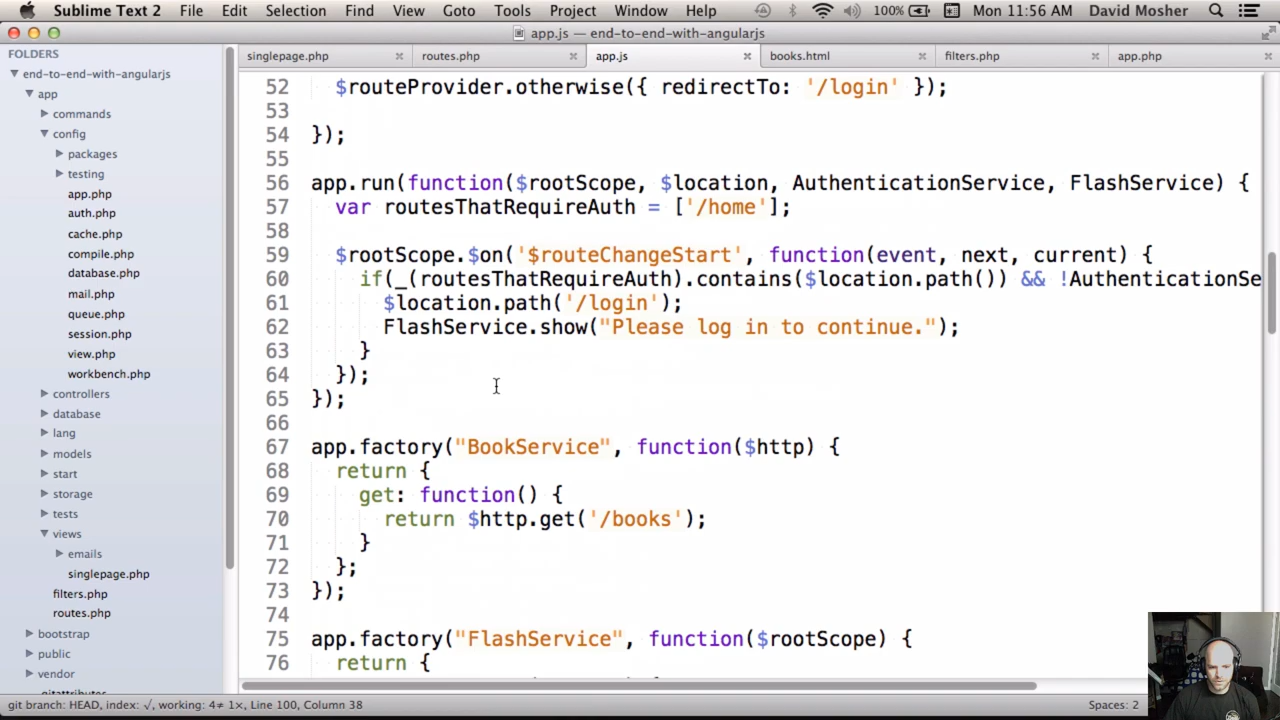 Sublime Text 2 File Edit Selection Find View Goto Tools Project Window Help 100% Mon 11:56 AM David Mosher
app.js — end-to-end-with-angularjs
FOLDERS
end-to-end-with-angularjs
app
commands
config
packages
testing
app.php
auth.php
cache.php
compile.php
database.php
mail.php
queue.php
session.php
view.php
workbench.php
controllers
database
lang
models
start
storage
tests
views
emails
singlepage.php
filters.php
routes.php
bootstrap
public
vendor
.gitattributes
singlepage.php routes.php app.js books.html filters.php app.php
52 $routeProvider.otherwise({ redirectTo: '/login' });
53
54 });
55
56 app.run(function($rootScope, $location, AuthenticationService, FlashService) {
57 var routesThatRequireAuth = ['/home'];
58
59 $rootScope.$on('$routeChangeStart', function(event, next, current) {
60 if(_(routesThatRequireAuth).contains($location.path()) && !AuthenticationSe
61 $location.path('/login');
62 FlashService.show("Please log in to continue.");
63 }
64 });
65 });
66
67 app.factory("BookService", function($http) {
68 return {
69 get: function() {
70 return $http.get('/books');
71 }
72 };
73 });
74
75 app.factory("FlashService", function($rootScope) {
76 return {
git branch: HEAD, index: √, working: 4≠ 1×, Line 100, Column 38 Spaces: 2